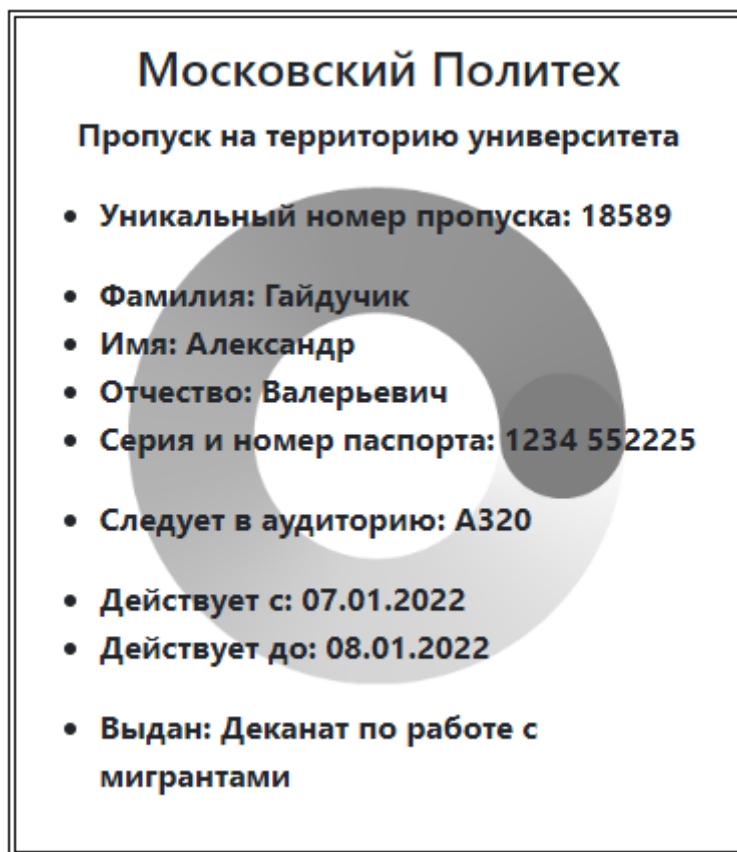 Московский Политех
Пропуск на территорию университета
• Уникальный номер пропуска: 18589
• Фамилия: Гайдучик
• Имя: Александр
• Отчество: Валерьевич
• Серия и номер паспорта: 1234 552225
• Следует в аудиторию: А320
• Действует с: 07.01.2022
• Действует до: 08.01.2022
• Выдан: Деканат по работе с
мигрантами